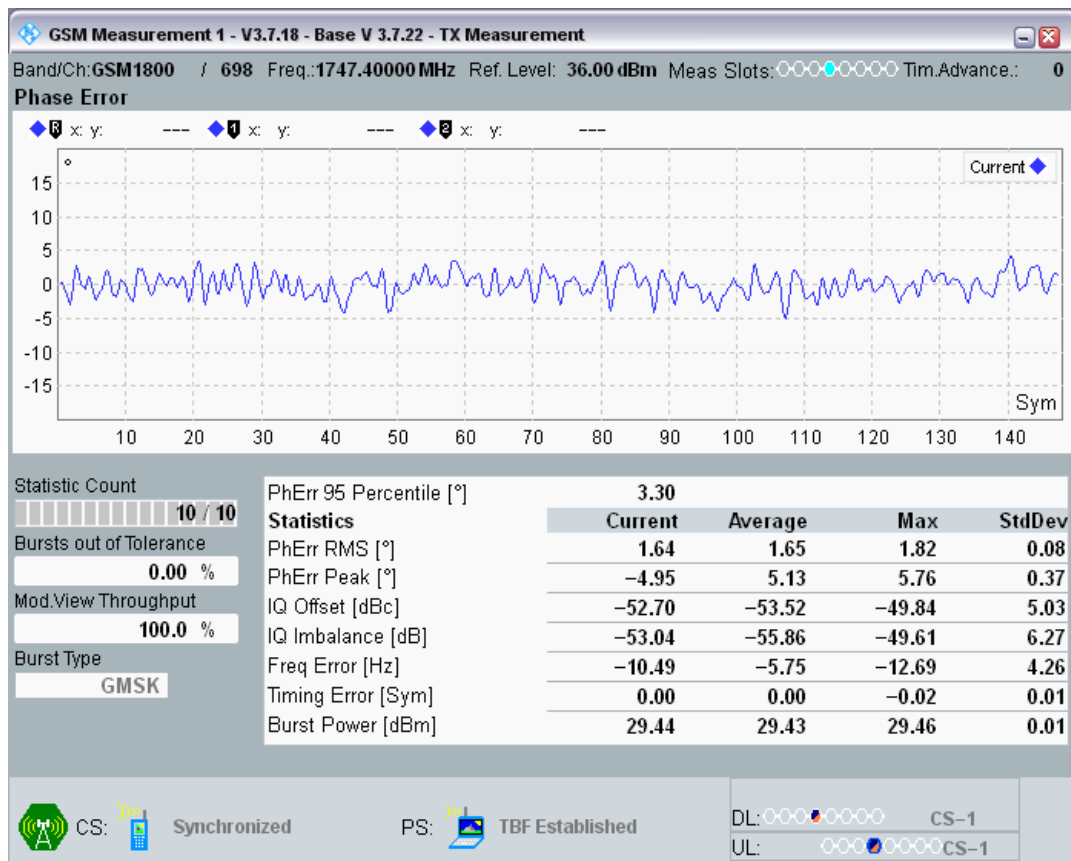 GSM Measurement 1 - V3.7.18 - Base V 3.7.22 - TX Measurement
Band/Ch:GSM1800 / 698 Freq.:1747.40000 MHz Ref. Level: 36.00 dBm Meas Slots: Tim.Advance.: 0
Phase Error
R x: y: --- 1 x: y: --- 2 x: y: ---
°
Current
15
10
5
0
-5
-10
-15
Sym
10 20 30 40 50 60 70 80 90 100 110 120 130 140
Statistic Count
10 / 10
Bursts out of Tolerance
0.00 %
Mod.View Throughput
100.0 %
Burst Type
GMSK
PhErr 95 Percentile [°] 3.30
Statistics Current Average Max StdDev
PhErr RMS [°] 1.64 1.65 1.82 0.08
PhErr Peak [°] −4.95 5.13 5.76 0.37
IQ Offset [dBc] −52.70 −53.52 −49.84 5.03
IQ Imbalance [dB] −53.04 −55.86 −49.61 6.27
Freq Error [Hz] −10.49 −5.75 −12.69 4.26
Timing Error [Sym] 0.00 0.00 −0.02 0.01
Burst Power [dBm] 29.44 29.43 29.46 0.01
CS: Synchronized PS: TBF Established
DL: CS−1
UL: CS−1